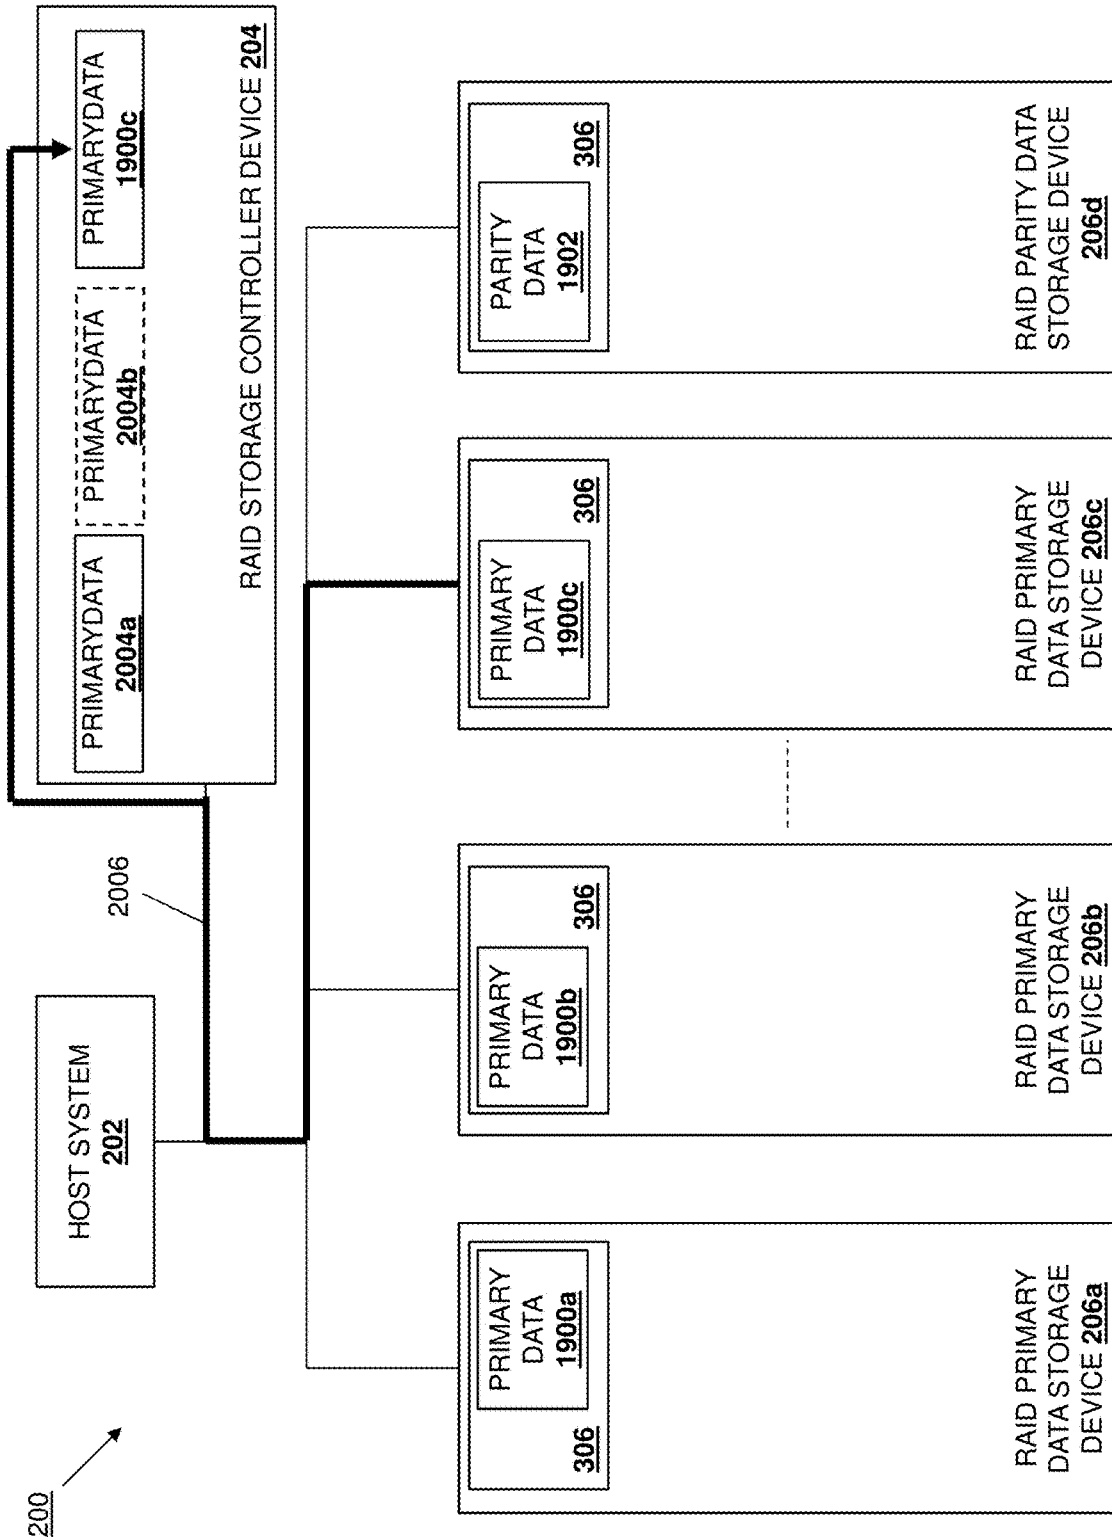 200
HOST SYSTEM
202
2006
PRIMARYDATA
2004a
PRIMARYDATA
2004b
PRIMARYDATA
1900c
RAID STORAGE CONTROLLER DEVICE 204
306
PRIMARY
DATA
1900a
RAID PRIMARY
DATA STORAGE
DEVICE 206a
PRIMARY
DATA
1900b
306
RAID PRIMARY
DATA STORAGE
DEVICE 206b
PRIMARY
DATA
1900c
306
RAID PRIMARY
DATA STORAGE
DEVICE 206c
PARITY
DATA
1902
306
RAID PARITY DATA
STORAGE DEVICE
206d